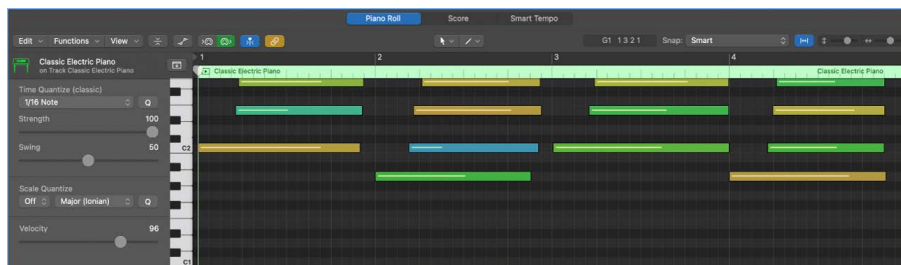 Piano Roll Score Smart Tempo
Edit Functions View G1 1 3 2 1 Snap: Smart
Classic Electric Piano
on Track Classic Electric Piano
1 2 3 4
Classic Electric Piano Classic Electric Piano
Time Quantize (classic)
1/16 Note Q
Strength 100
Swing 50
C2
Scale Quantize
Off Major (Ionian) Q
Velocity 96
C1